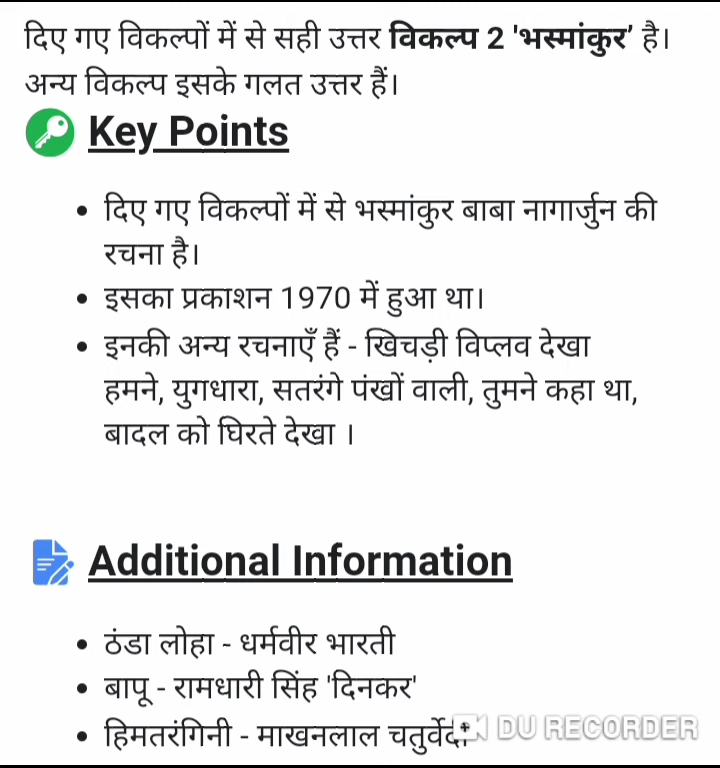 दिए गए विकल्पों में से सही उत्तर विकल्प 2 'भस्मांकुर' है।
अन्य विकल्प इसके गलत उत्तर हैं।
Key Points
• दिए गए विकल्पों में से भस्मांकुर बाबा नागार्जुन की
रचना है।
• इसका प्रकाशन 1970 में हुआ था।
• इनकी अन्य रचनाएँ हैं - खिचड़ी विप्लव देखा
हमने, युगधारा, सतरंगे पंखों वाली, तुमने कहा था,
बादल को घिरते देखा ।
Additional Information
• ठंडा लोहा - धर्मवीर भारती
• बापू - रामधारी सिंह 'दिनकर'
• हिमतरंगिनी - माखनलाल चतुर्वेदी
DU RECORDER